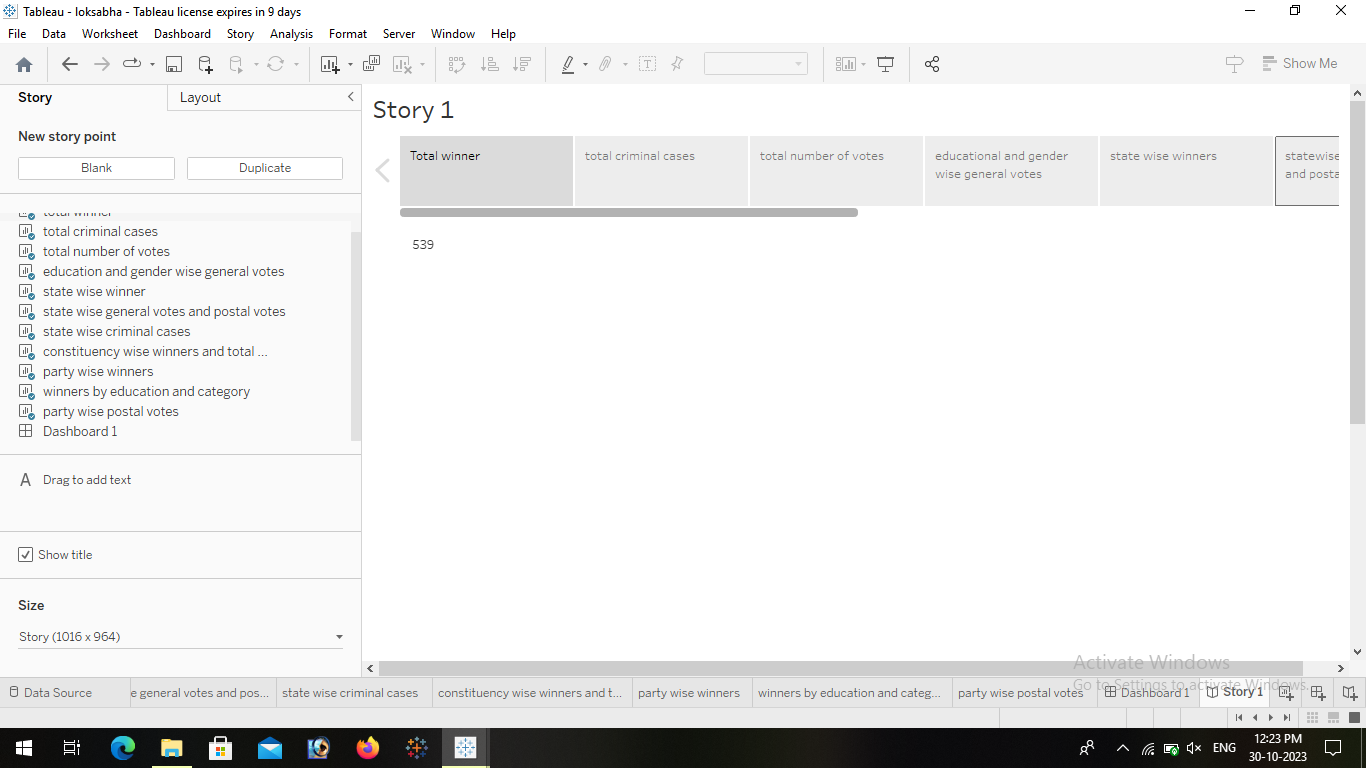 Tableau - loksabha - Tableau license expires in 9 days
File Data Worksheet Dashboard Story Analysis Format Server Window Help
Show Me
Story Layout
New story point
Blank Duplicate
total winner
total criminal cases
total number of votes
education and gender wise general votes
state wise winner
state wise general votes and postal votes
state wise criminal cases
constituency wise winners and total ...
party wise winners
winners by education and category
party wise postal votes
Dashboard 1
A Drag to add text
Show title
Size
Story (1016 x 964)
Story 1
Total winner
total criminal cases
total number of votes
educational and gender
wise general votes
state wise winners
statewise
and posta
539
Activate Windows
Go to Settings to activate Windows.
Data Source e general votes and pos... state wise criminal cases constituency wise winners and t... party wise winners winners by education and categ... party wise postal votes Dashboard 1 Story 1
ENG
12:23 PM
30-10-2023